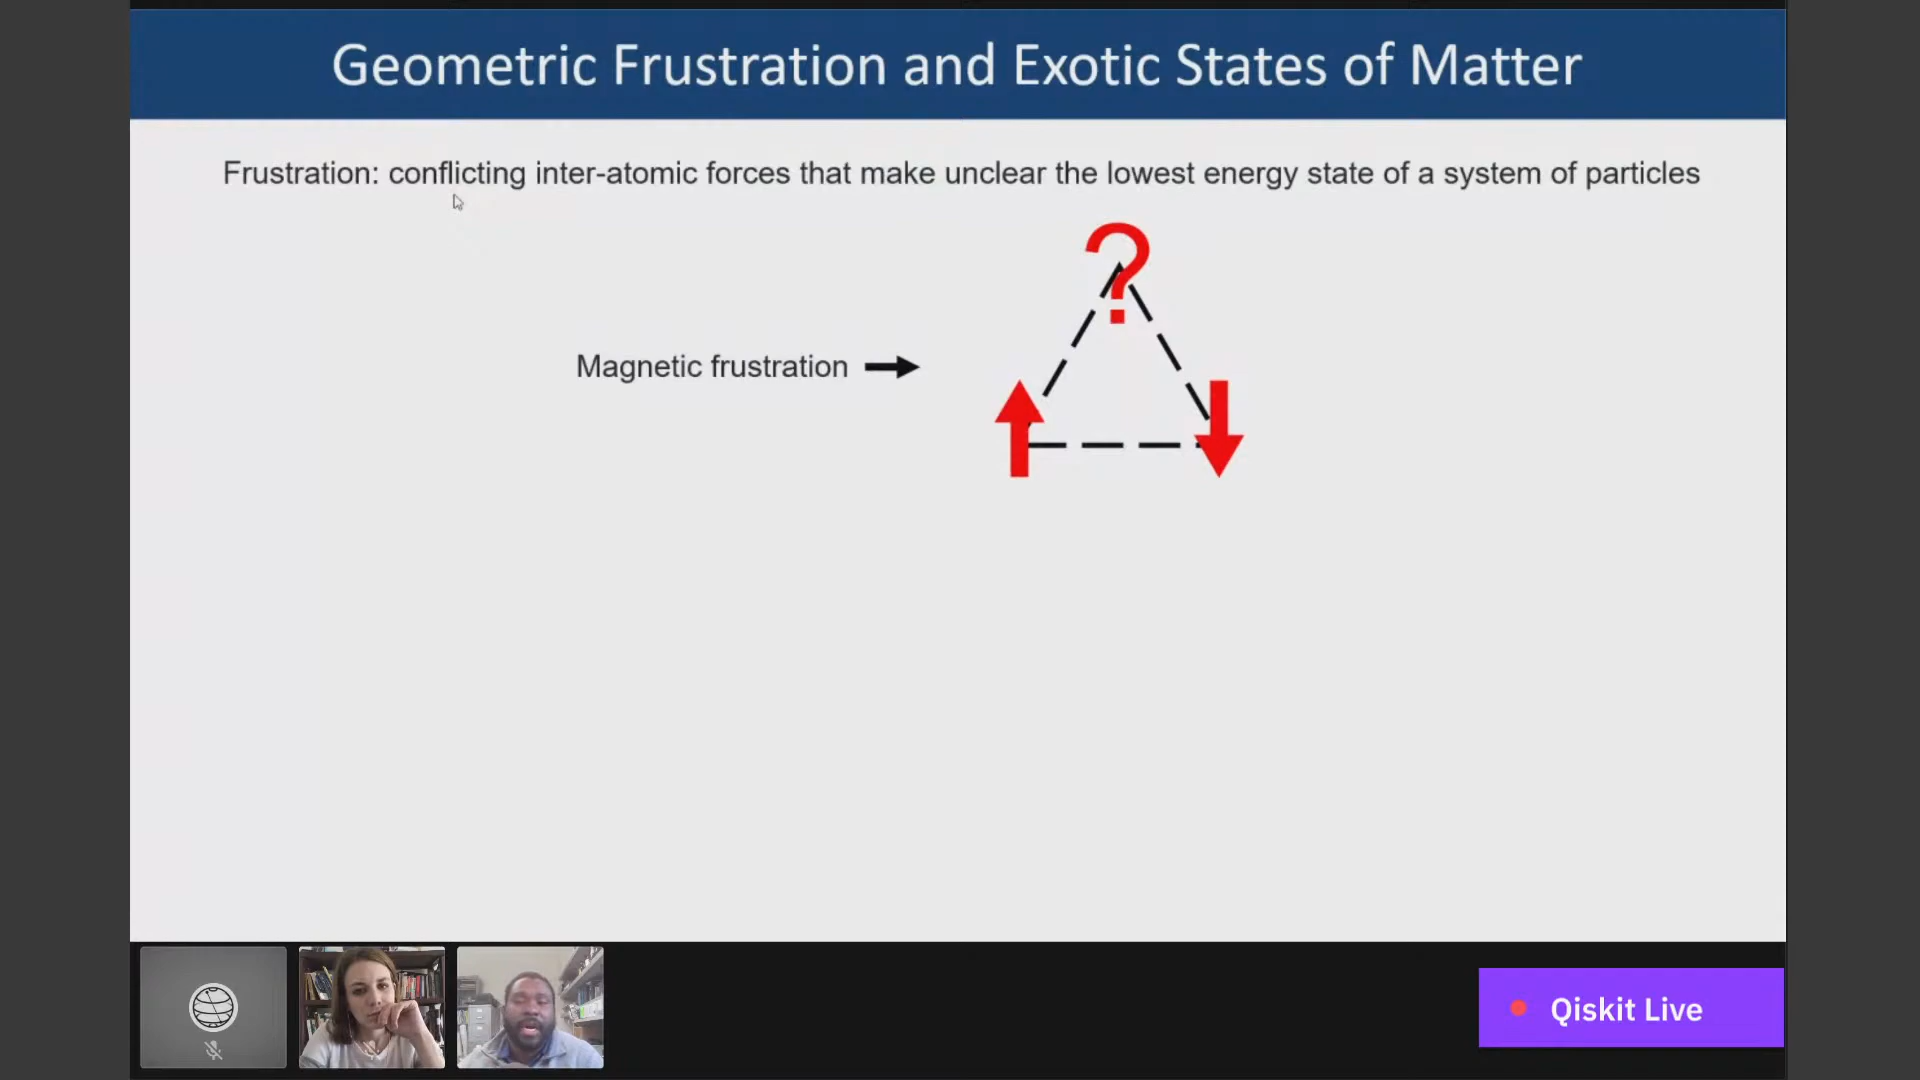 Geometric Frustration and Exotic States of Matter
Frustration: conflicting inter-atomic forces that make unclear the lowest energy state of a system of particles
?
Magnetic frustration
Qiskit Live